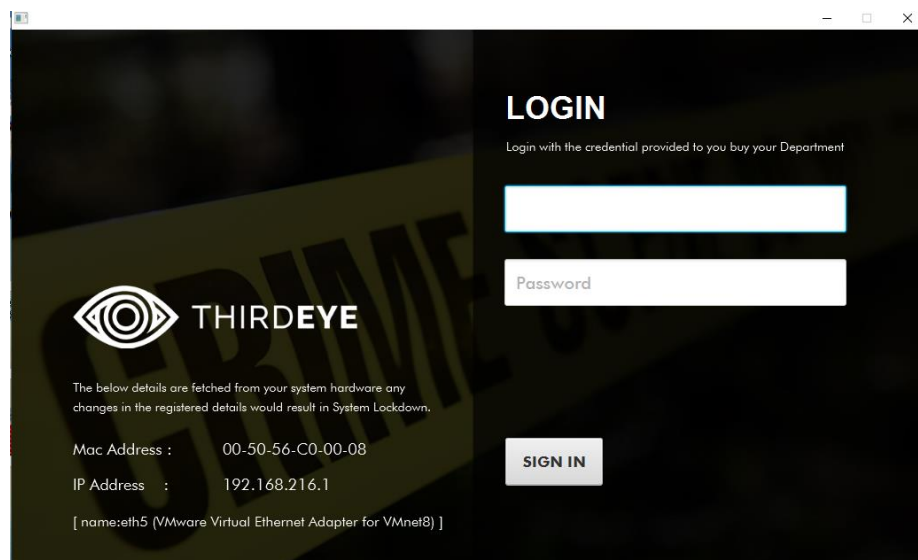 LOGIN
Login with the credential provided to you buy your Department
Password
SIGN IN
CRIME SCENE
THIRDEYE
The below details are fetched from your system hardware any
changes in the registered details would result in System Lockdown.
Mac Address : 00-50-56-C0-00-08
IP Address : 192.168.216.1
[ name:eth5 (VMware Virtual Ethernet Adapter for VMnet8) ]